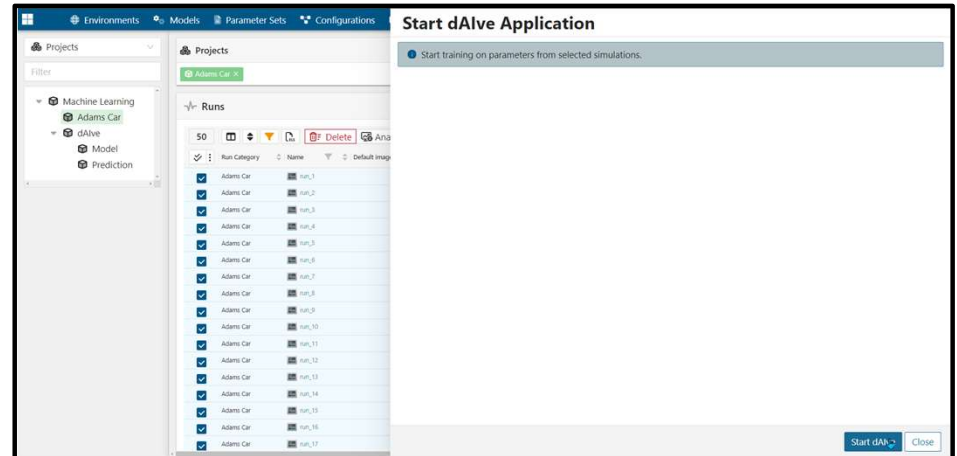 Environments Models Parameter Sets Configurations
Projects
Filter
Machine Learning
Adams Car
dAIve
Model
Prediction
Projects
Adams Car ×
Runs
50 Delete Ana
Run Category Name Default imag
Adams Car run_1
Adams Car run_2
Adams Car run_3
Adams Car run_4
Adams Car run_5
Adams Car run_6
Adams Car run_7
Adams Car run_8
Adams Car run_9
Adams Car run_10
Adams Car run_11
Adams Car run_12
Adams Car run_13
Adams Car run_14
Adams Car run_15
Adams Car run_16
Adams Car run_17
Start dAIve Application
Start training on parameters from selected simulations.
Start dAIve Close